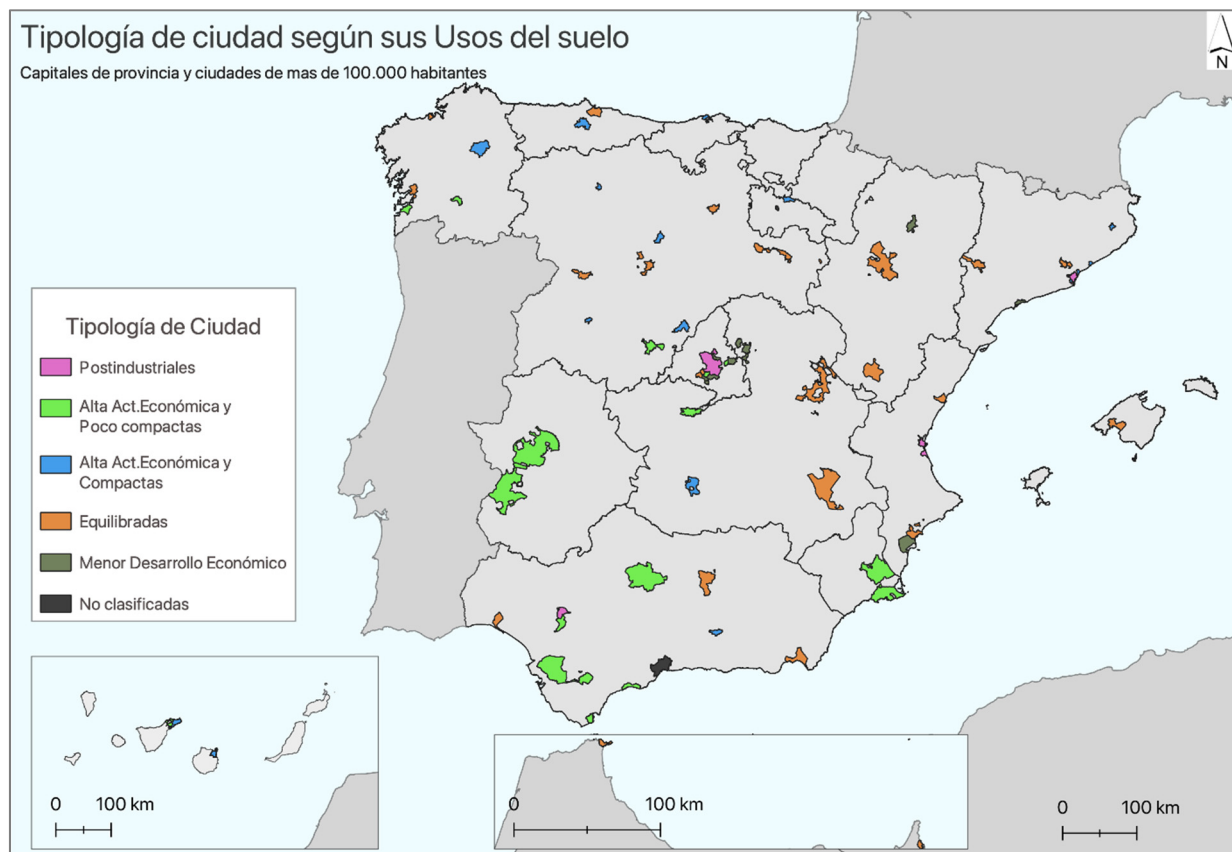 Tipología de ciudad según sus Usos del suelo
Capitales de provincia y ciudades de mas de 100.000 habitantes
N
Tipología de Ciudad
Postindustriales
Alta Act.Económica y
Poco compactas
Alta Act.Económica y
Compactas
Equilibradas
Menor Desarrollo Económico
No clasificadas
0 100 km
0 100 km
0 100 km